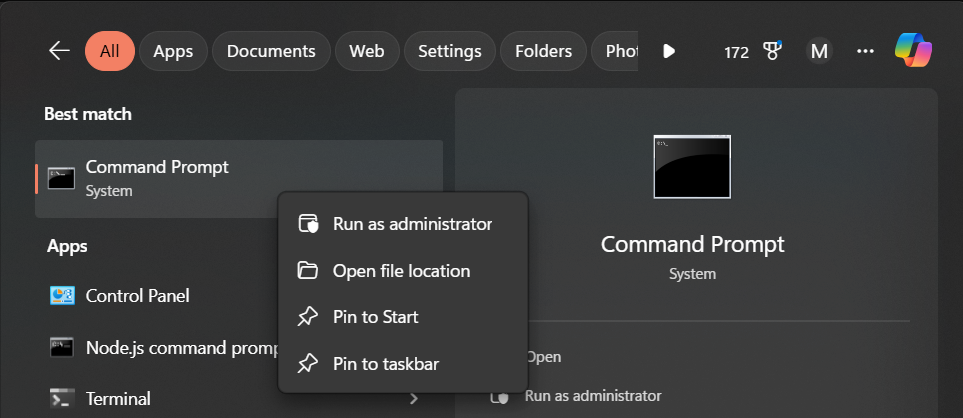 All Apps Documents Web Settings Folders 172 M
Best match
Command Prompt
System
Run as administrator
Open file location
Pin to Start
Pin to taskbar
Apps
Control Panel
Node.js command
Terminal
Command Prompt
System
Open
Run as administrator